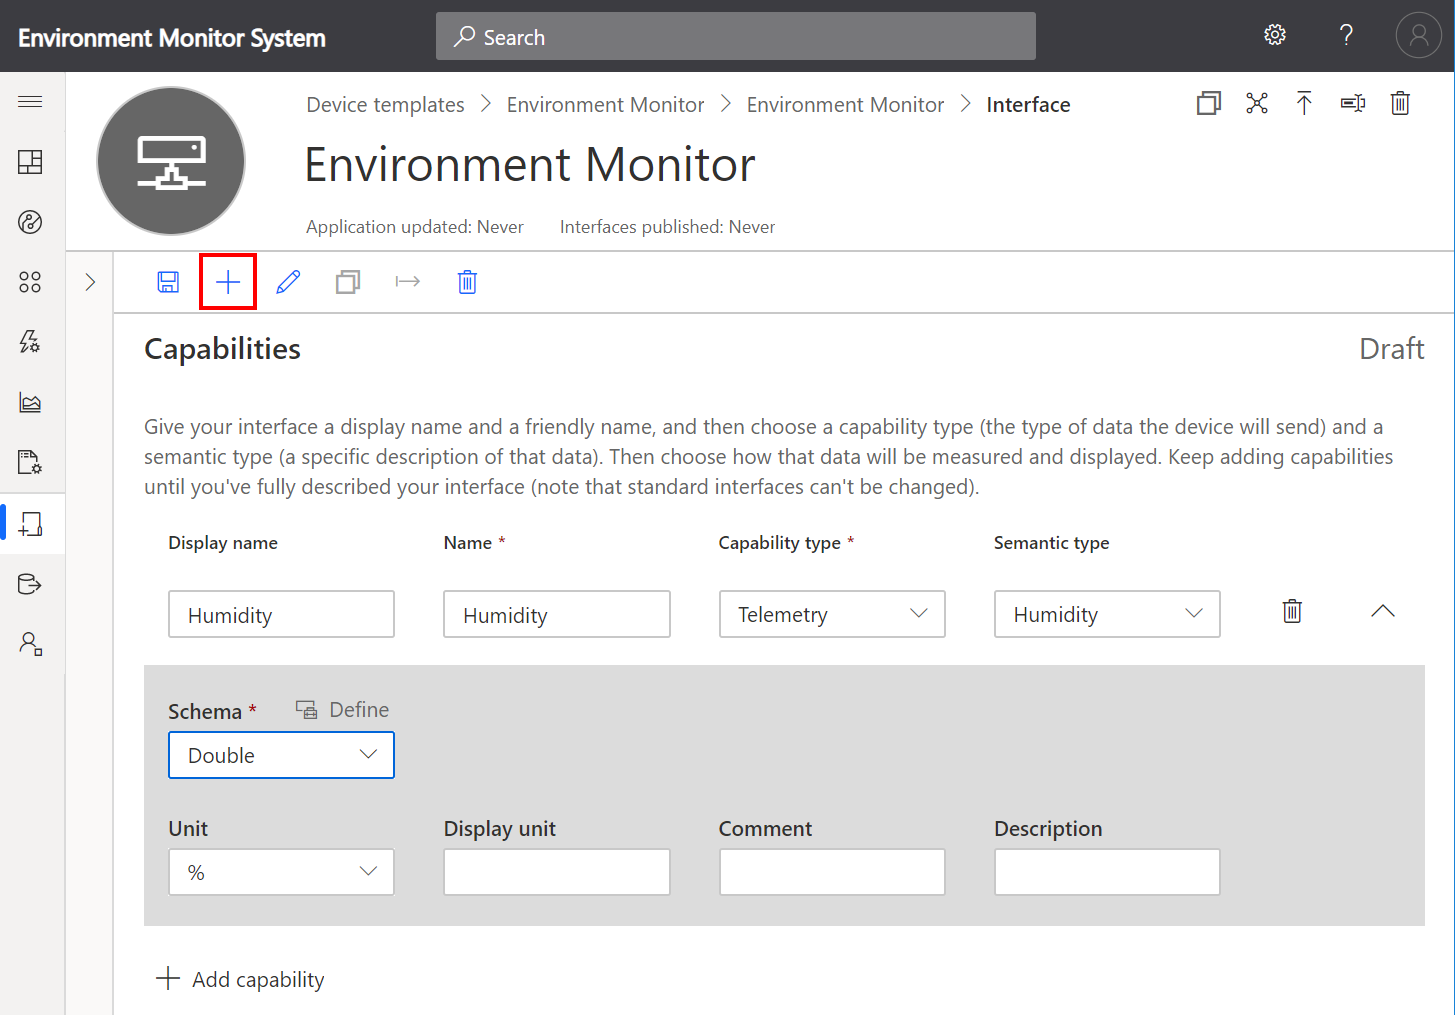 Environment Monitor System
Search
Device templates > Environment Monitor > Environment Monitor > Interface
Environment Monitor
Application updated: Never Interfaces published: Never
Capabilities
Draft
Give your interface a display name and a friendly name, and then choose a capability type (the type of data the device will send) and a
semantic type (a specific description of that data). Then choose how that data will be measured and displayed. Keep adding capabilities
until you've fully described your interface (note that standard interfaces can't be changed).
Display name Name * Capability type * Semantic type
Humidity Humidity Telemetry Humidity
Schema * Define
Double
Unit Display unit Comment Description
%
Add capability